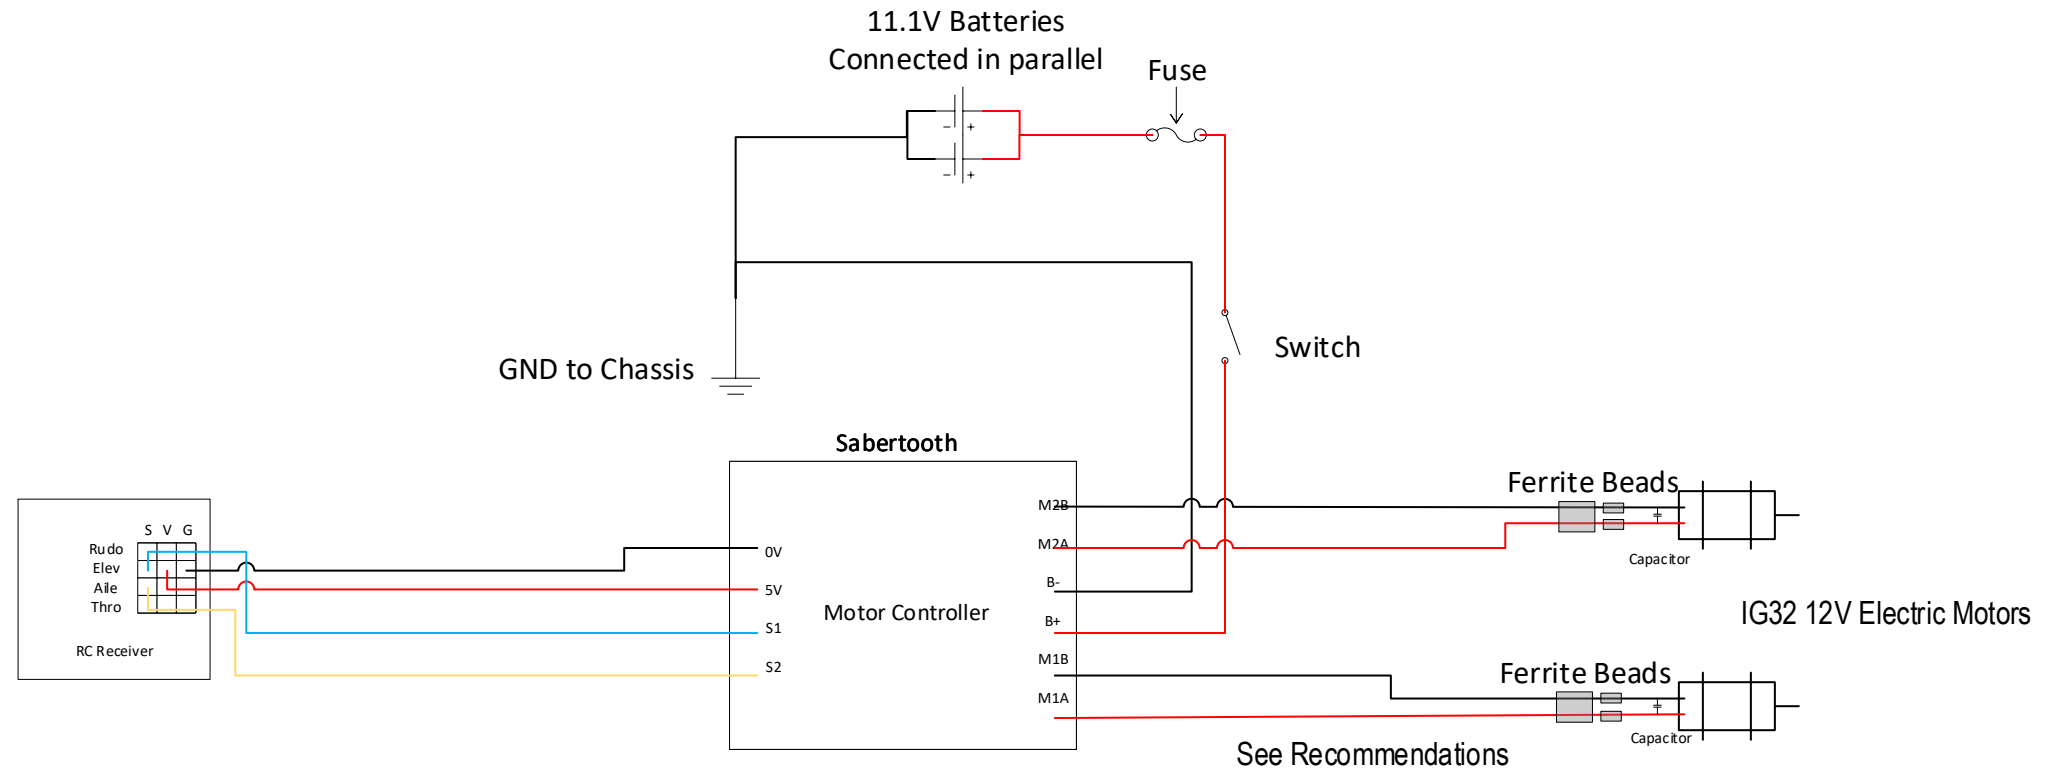 11.1V Batteries
Connected in parallel
Fuse
− +
− +
Switch
GND to Chassis
Sabertooth
Motor Controller
0V
5V
S1
S2
M2B
M2A
B-
B+
M1B
M1A
S V G
Rudo
Elev
Aile
Thro
RC Receiver
Ferrite Beads
Capacitor
IG32 12V Electric Motors
Ferrite Beads
Capacitor
See Recommendations